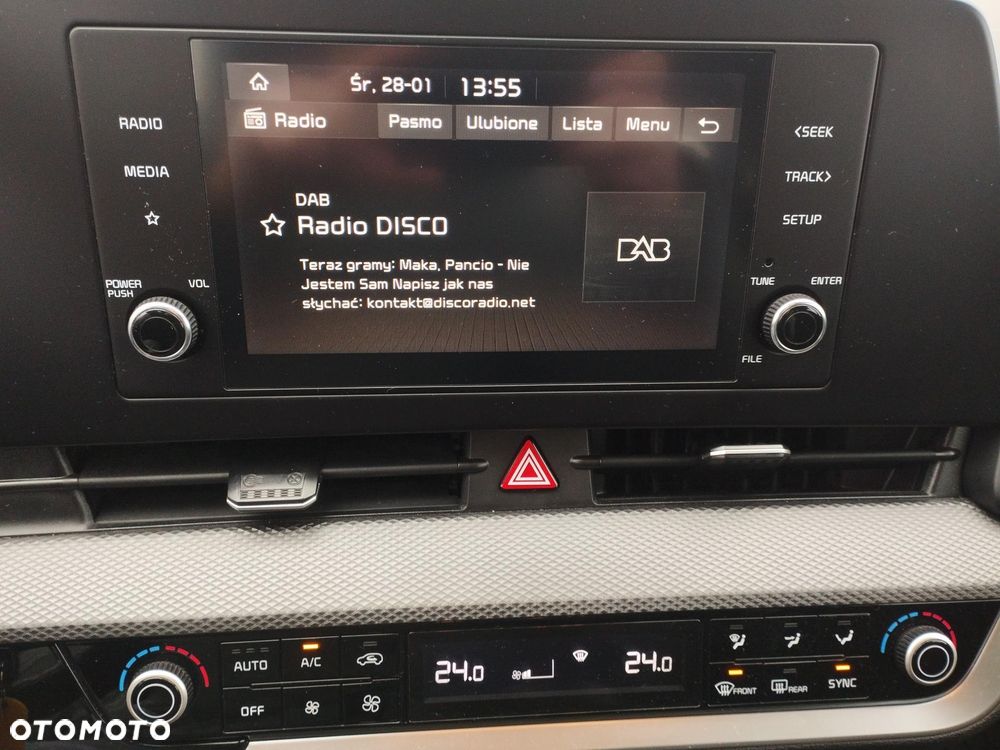 Śr, 28-01 13:55
Radio Pasmo Ulubione Lista Menu
RADIO
MEDIA
POWER
PUSH
VOL
DAB
Radio DISCO
Teraz gramy: Maka, Pancio - Nie
Jestem Sam Napisz jak nas
słychać: kontakt@discoradio.net
DAB
<SEEK
TRACK>
SETUP
TUNE
ENTER
FILE
AUTO A/C
OFF
24.0
24.0
FRONT REAR SYNC
OTOMOTO